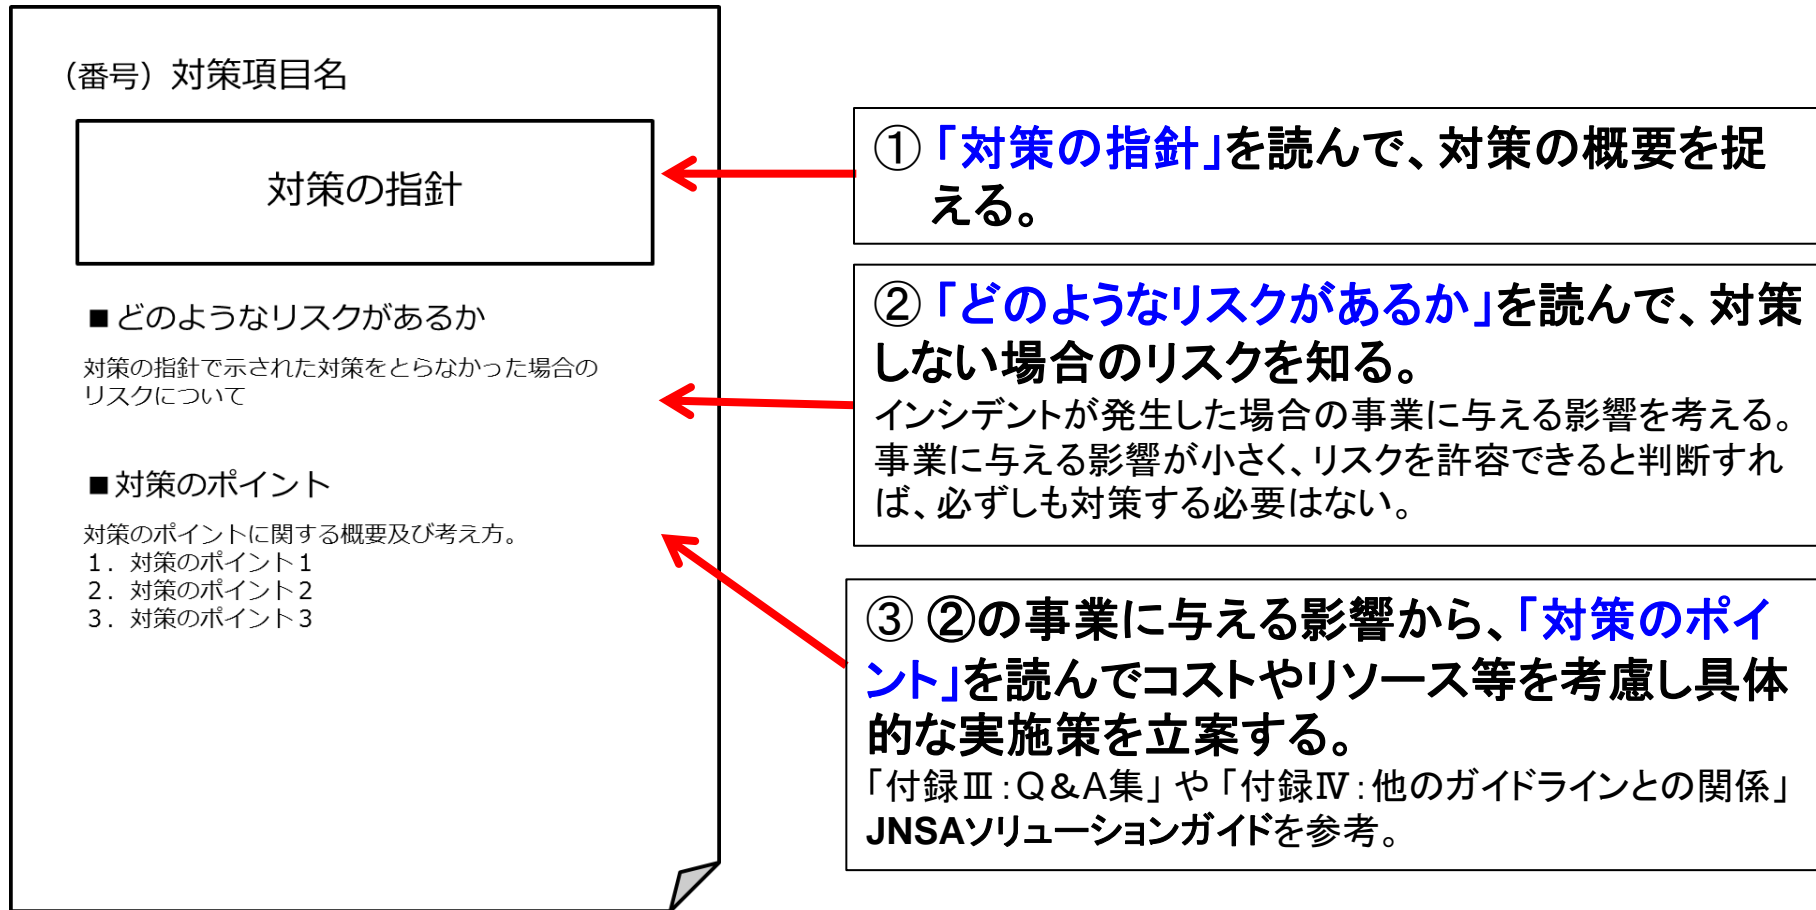 （番号）対策項目名
対策の指針
■どのようなリスクがあるか
対策の指針で示された対策をとらなかった場合の
リスクについて
■対策のポイント
対策のポイントに関する概要及び考え方。
１．対策のポイント１
２．対策のポイント２
３．対策のポイント３
①「対策の指針」を読んで、対策の概要を捉
える。
②「どのようなリスクがあるか」を読んで、対策
しない場合のリスクを知る。
インシデントが発生した場合の事業に与える影響を考える。
事業に与える影響が小さく、リスクを許容できると判断すれ
ば、必ずしも対策する必要はない。
③ ②の事業に与える影響から、「対策のポイ
ント」を読んでコストやリソース等を考慮し具体
的な実施策を立案する。
「付録Ⅲ：Ｑ＆A集」 や 「付録Ⅳ：他のガイドラインとの関係」
JNSAソリューションガイドを参考。